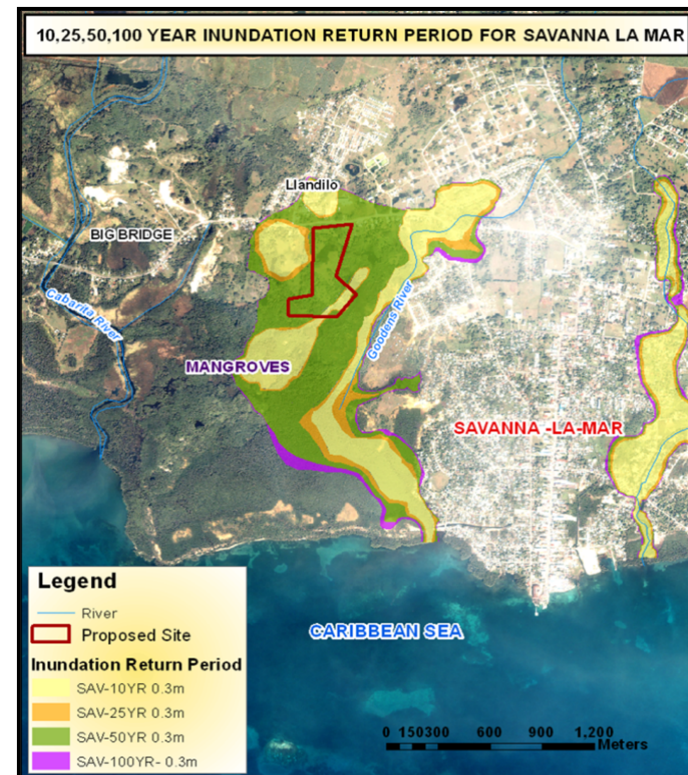 10,25,50,100 YEAR INUNDATION RETURN PERIOD FOR SAVANNA LA MAR
Llandilo
BIG BRIDGE
Cabarita River
Goodens River
MANGROVES
SAVANNA -LA-MAR
CARIBBEAN SEA
Legend
River
Proposed Site
Inundation Return Period
SAV-10YR 0.3m
SAV-25YR 0.3m
SAV-50YR 0.3m
SAV-100YR- 0.3m
0 150300 600 900 1,200
Meters